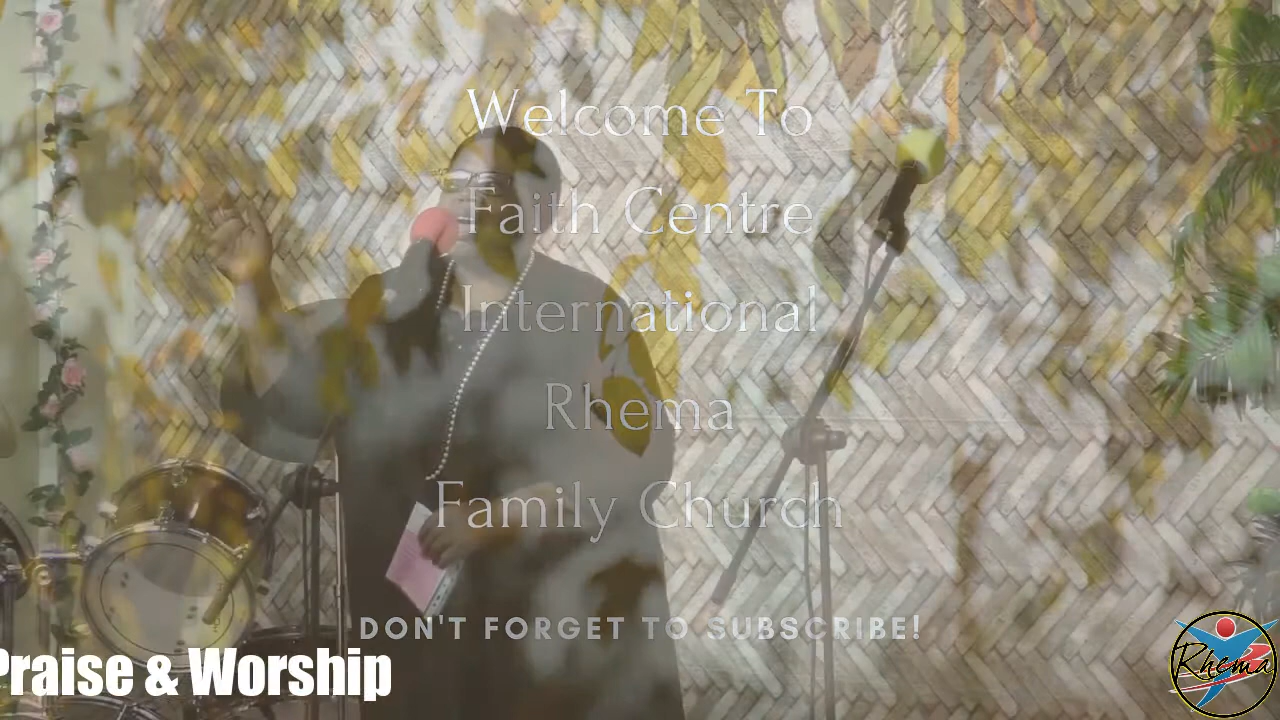 Welcome To
Faith Centre
International
Rhema
Family Church
DON'T FORGET TO SUBSCRIBE!
Praise & Worship
Rhema